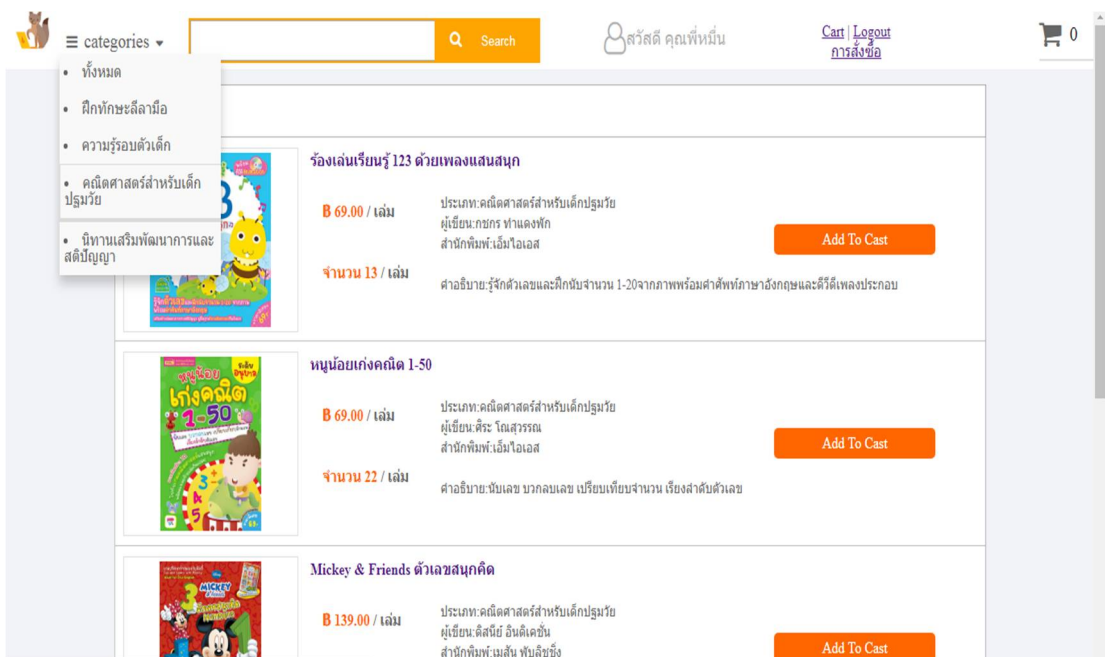 ☰ categories
Search
สวัสดี คุณพี่หมื่น
Cart | Logout
การสั่งซื้อ
0
• ทั้งหมด
• ฝึกทักษะลีลามือ
• ความรู้รอบตัวเด็ก
• คณิตศาสตร์สำหรับเด็ก
ปฐมวัย
• นิทานเสริมพัฒนาการและ
สติปัญญา
ร้องเล่นเรียนรู้ 123 ด้วยเพลงแสนสนุก
฿ 69.00 / เล่ม
ประเภท:คณิตศาสตร์สำหรับเด็กปฐมวัย
ผู้เขียน:กชกร ทำแดงพัก
สำนักพิมพ์:เอ็มไอเอส
Add To Cast
จำนวน 13 / เล่ม
คำอธิบาย:รู้จักตัวเลขและฝึกนับจำนวน 1-20จากภาพพร้อมคำศัพท์ภาษาอังกฤษและดีวีดีเพลงประกอบ
หนูน้อย
เก่งคณิต
1-50
หนูน้อยเก่งคณิต 1-50
฿ 69.00 / เล่ม
ประเภท:คณิตศาสตร์สำหรับเด็กปฐมวัย
ผู้เขียน:ศิระ โณสุวรรณ
สำนักพิมพ์:เอ็มไอเอส
Add To Cast
จำนวน 22 / เล่ม
คำอธิบาย:นับเลข บวกลบเลข เปรียบเทียบจำนวน เรียงลำดับตัวเลข
MICKEY
Mickey & Friends ตัวเลขสนุกคิด
฿ 139.00 / เล่ม
ประเภท:คณิตศาสตร์สำหรับเด็กปฐมวัย
ผู้เขียน:ดิสนีย์ อินดิเคชั่น
สำนักพิมพ์:เมสัน พับลิชชิ่ง
Add To Cast